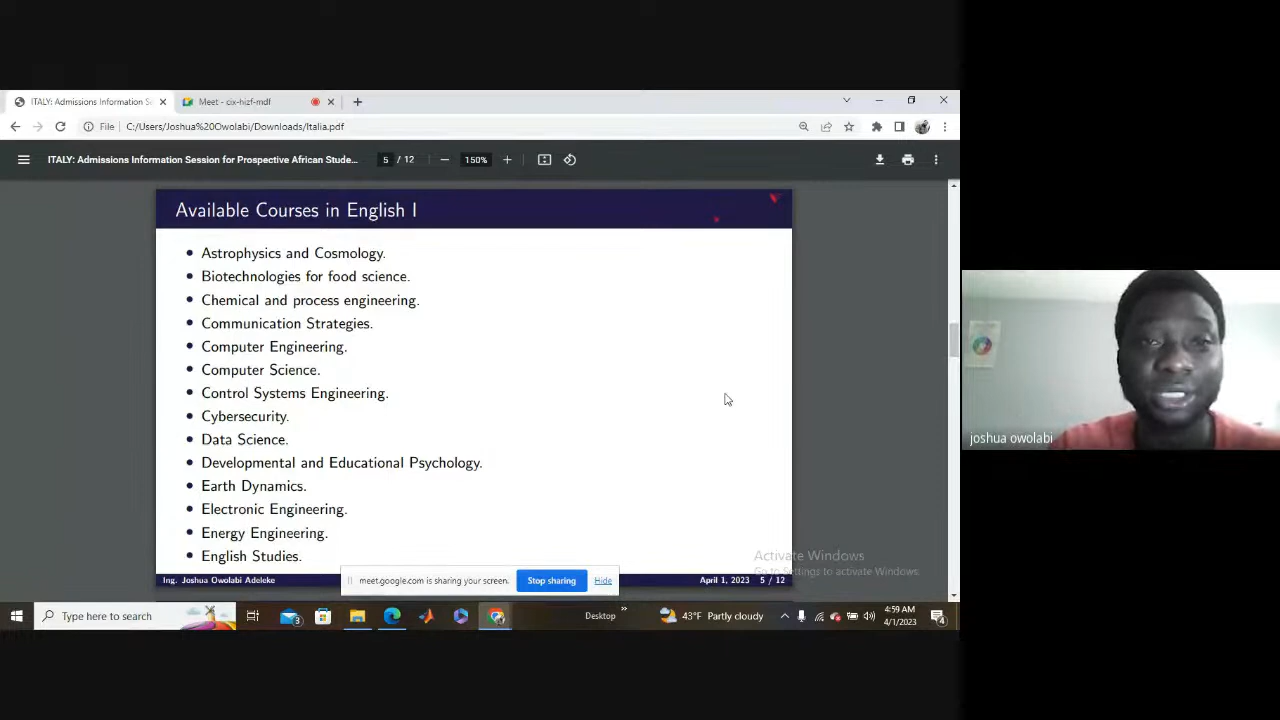 ITALY: Admissions Information Se
Meet - cix-hizf-mdf
File
C:/Users/Joshua%20Owolabi/Downloads/Italia.pdf
ITALY: Admissions Information Session for Prospective African Stude...
5 / 12
150%
Available Courses in English I
Astrophysics and Cosmology.
Biotechnologies for food science.
Chemical and process engineering.
Communication Strategies.
Computer Engineering.
Computer Science.
Control Systems Engineering.
Cybersecurity.
Data Science.
Developmental and Educational Psychology.
Earth Dynamics.
Electronic Engineering.
Energy Engineering.
English Studies.
joshua owolabi
Activate Windows
Go to Settings to activate Windows.
Ing. Joshua Owolabi Adeleke
meet.google.com is sharing your screen.
Stop sharing
Hide
April 1, 2023
5 / 12
Type here to search
3
Desktop
43°F Partly cloudy
4:59 AM
4/1/2023
4